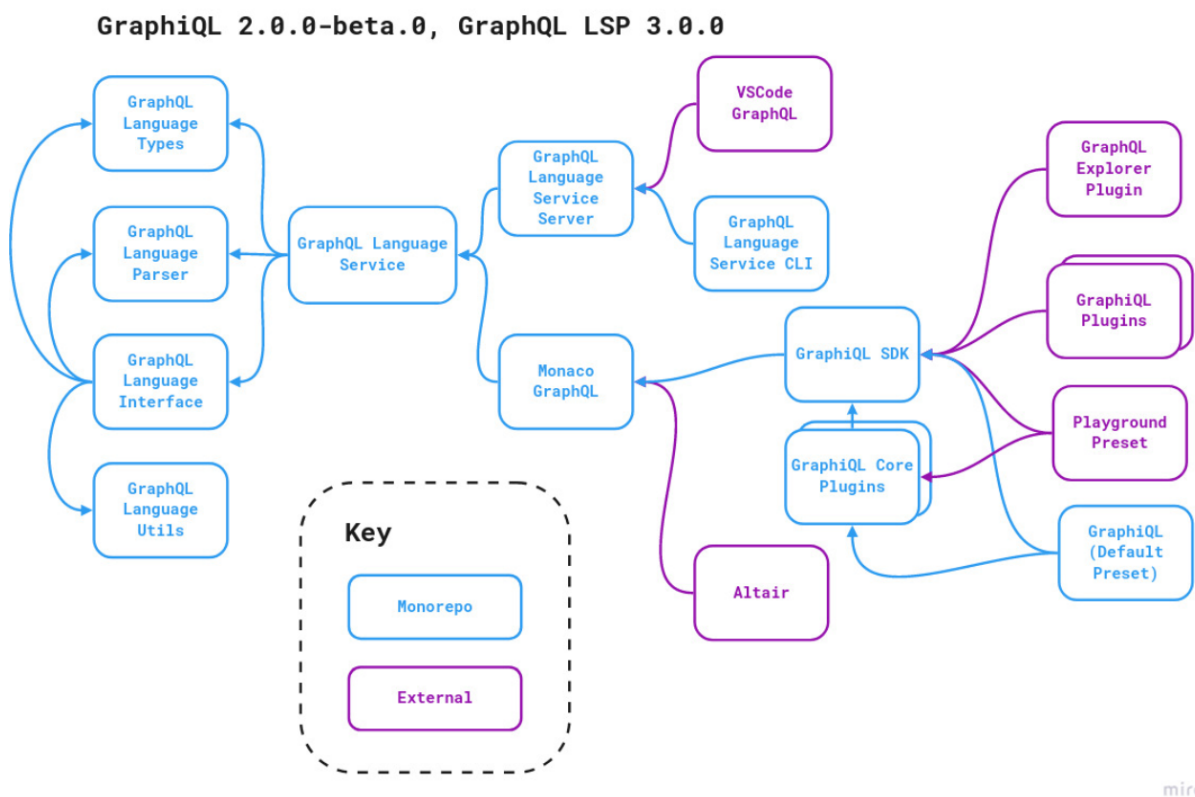 GraphiQL 2.0.0-beta.0, GraphQL LSP 3.0.0
GraphQL
Language
Types
GraphQL
Language
Parser
GraphQL
Language
Interface
GraphQL
Language
Utils
GraphQL Language
Service
GraphQL
Language
Service
Server
Monaco
GraphQL
VSCode
GraphQL
GraphQL
Language
Service CLI
GraphiQL SDK
GraphiQL Core
Plugins
Altair
GraphQL
Explorer
Plugin
GraphiQL
Plugins
Playground
Preset
GraphiQL
(Default
Preset)
Key
Monorepo
External